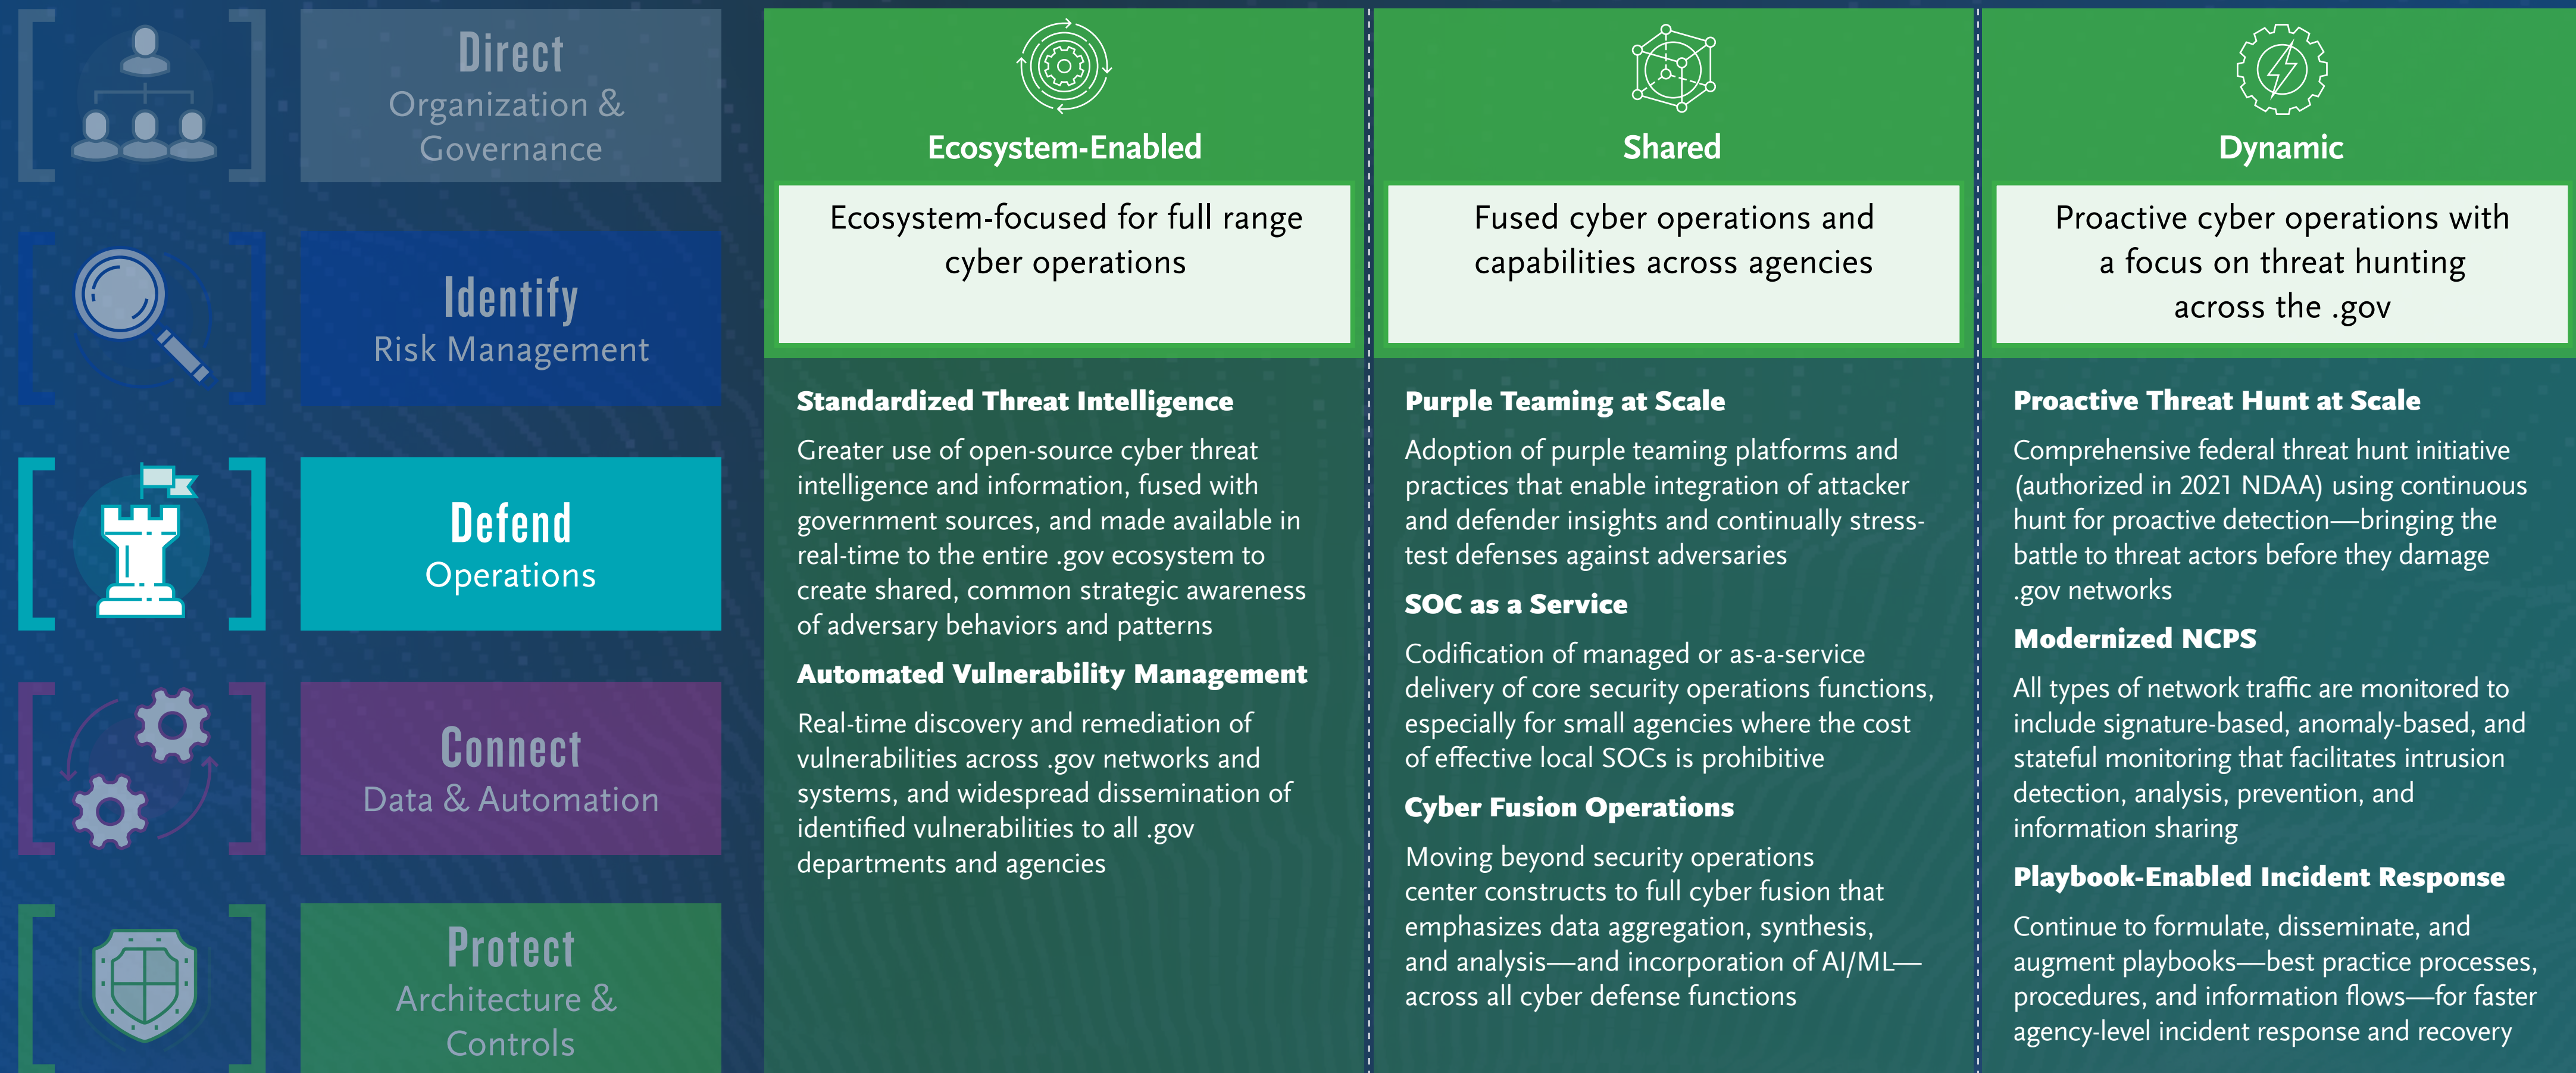 Direct
Organization &
Governance
Identify
Risk Management
Defend
Operations
Connect
Data & Automation
Protect
Architecture &
Controls
Ecosystem-Enabled
Ecosystem-focused for full range
cyber operations
Standardized Threat Intelligence
Greater use of open-source cyber threat
intelligence and information, fused with
government sources, and made available in
real-time to the entire .gov ecosystem to
create shared, common strategic awareness
of adversary behaviors and patterns
Automated Vulnerability Management
Real-time discovery and remediation of
vulnerabilities across .gov networks and
systems, and widespread dissemination of
identified vulnerabilities to all .gov
departments and agencies
Shared
Fused cyber operations and
capabilities across agencies
Purple Teaming at Scale
Adoption of purple teaming platforms and
practices that enable integration of attacker
and defender insights and continually stress-
test defenses against adversaries
SOC as a Service
Codification of managed or as-a-service
delivery of core security operations functions,
especially for small agencies where the cost
of effective local SOCs is prohibitive
Cyber Fusion Operations
Moving beyond security operations
center constructs to full cyber fusion that
emphasizes data aggregation, synthesis,
and analysis—and incorporation of AI/ML—
across all cyber defense functions
Dynamic
Proactive cyber operations with
a focus on threat hunting
across the .gov
Proactive Threat Hunt at Scale
Comprehensive federal threat hunt initiative
(authorized in 2021 NDAA) using continuous
hunt for proactive detection—bringing the
battle to threat actors before they damage
.gov networks
Modernized NCPS
All types of network traffic are monitored to
include signature-based, anomaly-based, and
stateful monitoring that facilitates intrusion
detection, analysis, prevention, and
information sharing
Playbook-Enabled Incident Response
Continue to formulate, disseminate, and
augment playbooks—best practice processes,
procedures, and information flows—for faster
agency-level incident response and recovery